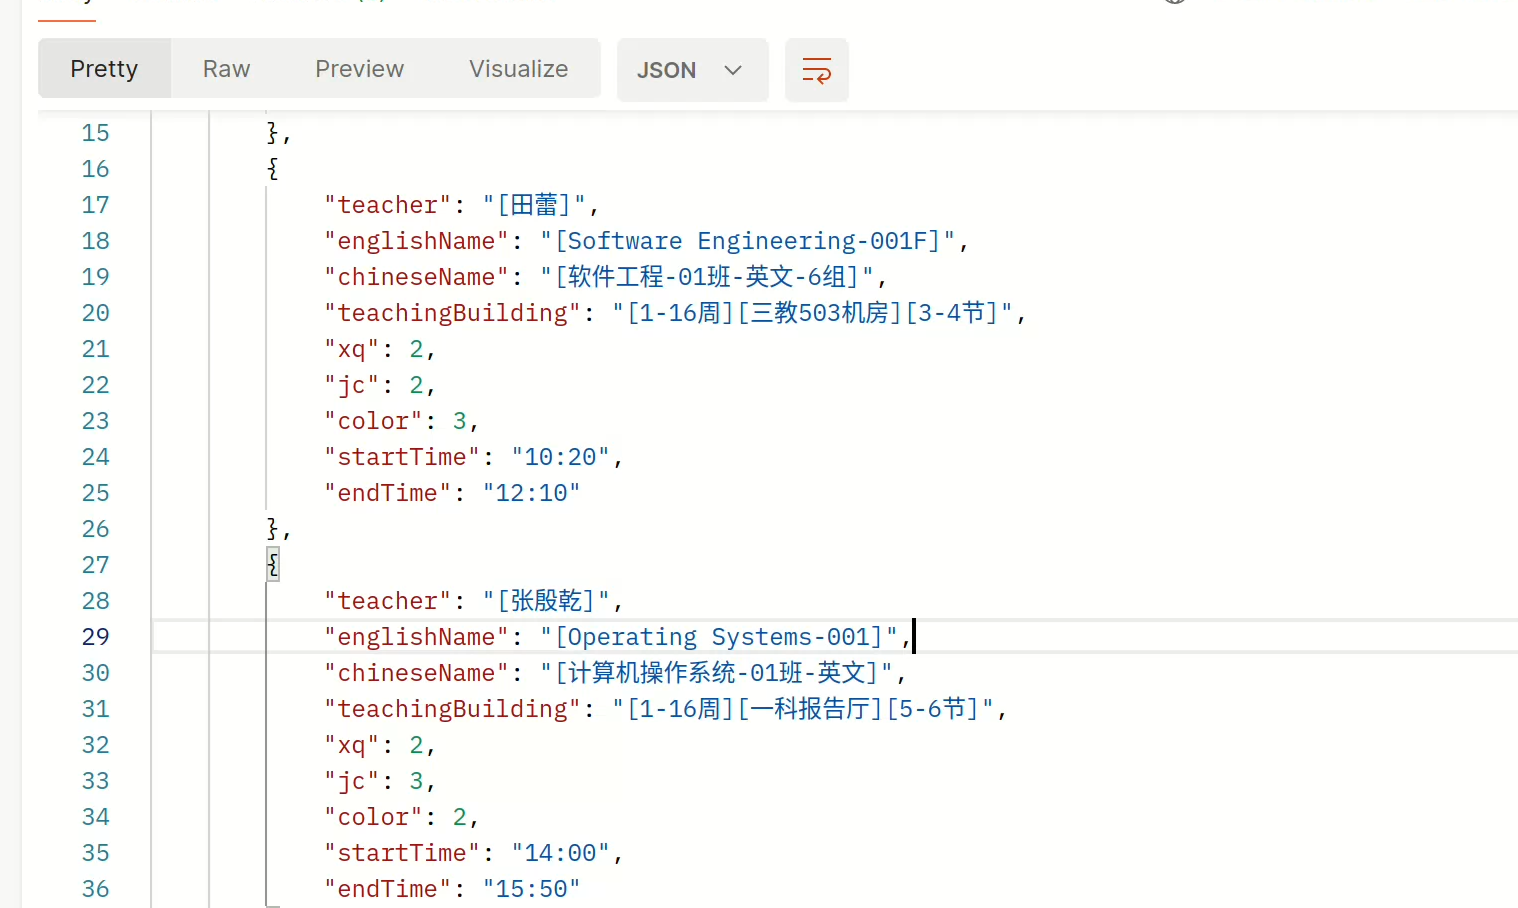 Pretty Raw Preview Visualize JSON
15 },
16 {
17 "teacher": "[田蕾]",
18 "englishName": "[Software Engineering-001F]",
19 "chineseName": "[软件工程-01班-英文-6组]",
20 "teachingBuilding": "[1-16周][三教503机房][3-4节]",
21 "xq": 2,
22 "jc": 2,
23 "color": 3,
24 "startTime": "10:20",
25 "endTime": "12:10"
26 },
27 {
28 "teacher": "[张殷乾]",
29 "englishName": "[Operating Systems-001]",
30 "chineseName": "[计算机操作系统-01班-英文]",
31 "teachingBuilding": "[1-16周][一科报告厅][5-6节]",
32 "xq": 2,
33 "jc": 3,
34 "color": 2,
35 "startTime": "14:00",
36 "endTime": "15:50"